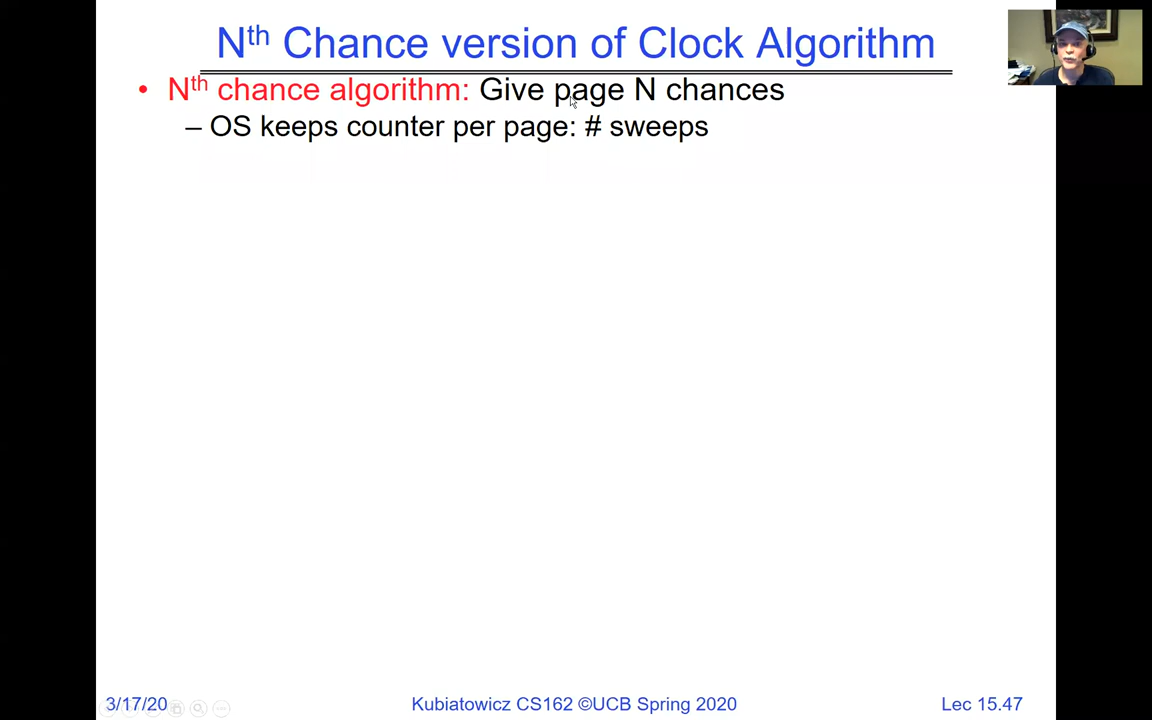 Nth Chance version of Clock Algorithm
• Nth chance algorithm: Give page N chances
– OS keeps counter per page: # sweeps
3/17/20
Kubiatowicz CS162 ©UCB Spring 2020
Lec 15.47